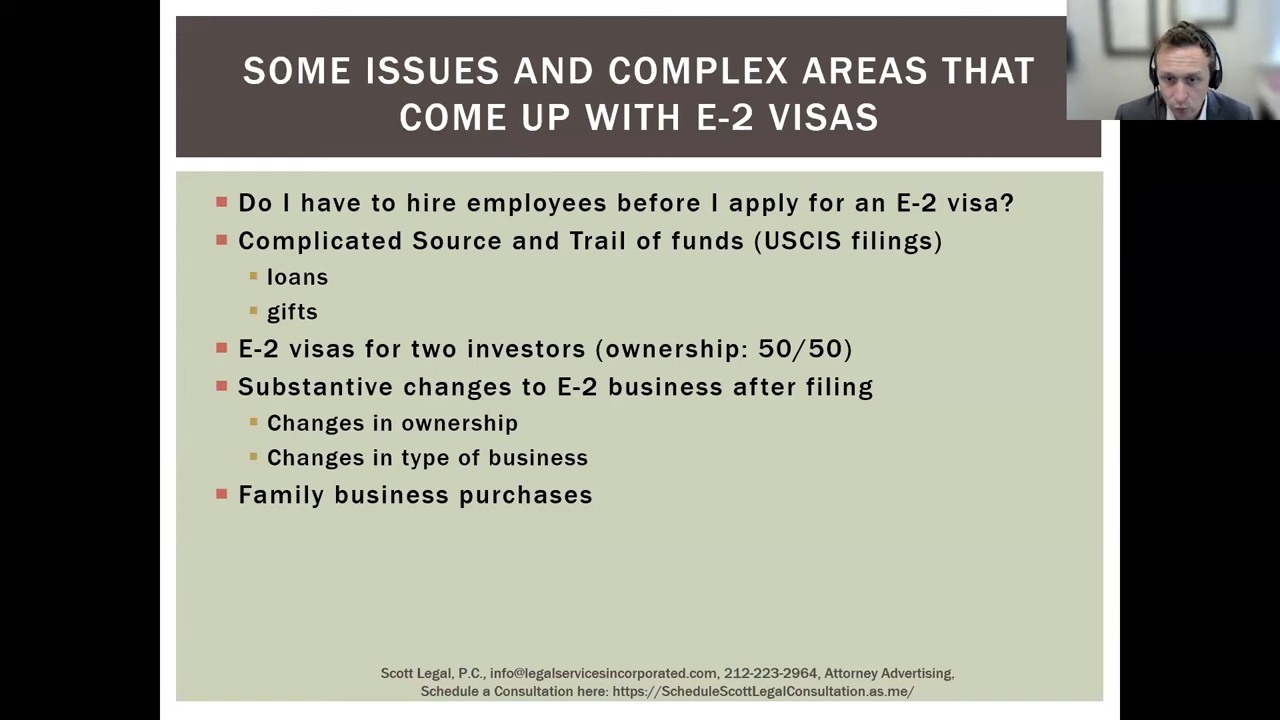 SOME ISSUES AND COMPLEX AREAS THAT
COME UP WITH E-2 VISAS
Do I have to hire employees before I apply for an E-2 visa?
Complicated Source and Trail of funds (USCIS filings)
loans
gifts
E-2 visas for two investors (ownership: 50/50)
Substantive changes to E-2 business after filing
Changes in ownership
Changes in type of business
Family business purchases
Scott Legal, P.C., info@legalservicesincorporated.com, 212-223-2964, Attorney Advertising,
Schedule a Consultation here: https://ScheduleScottLegalConsultation.as.me/